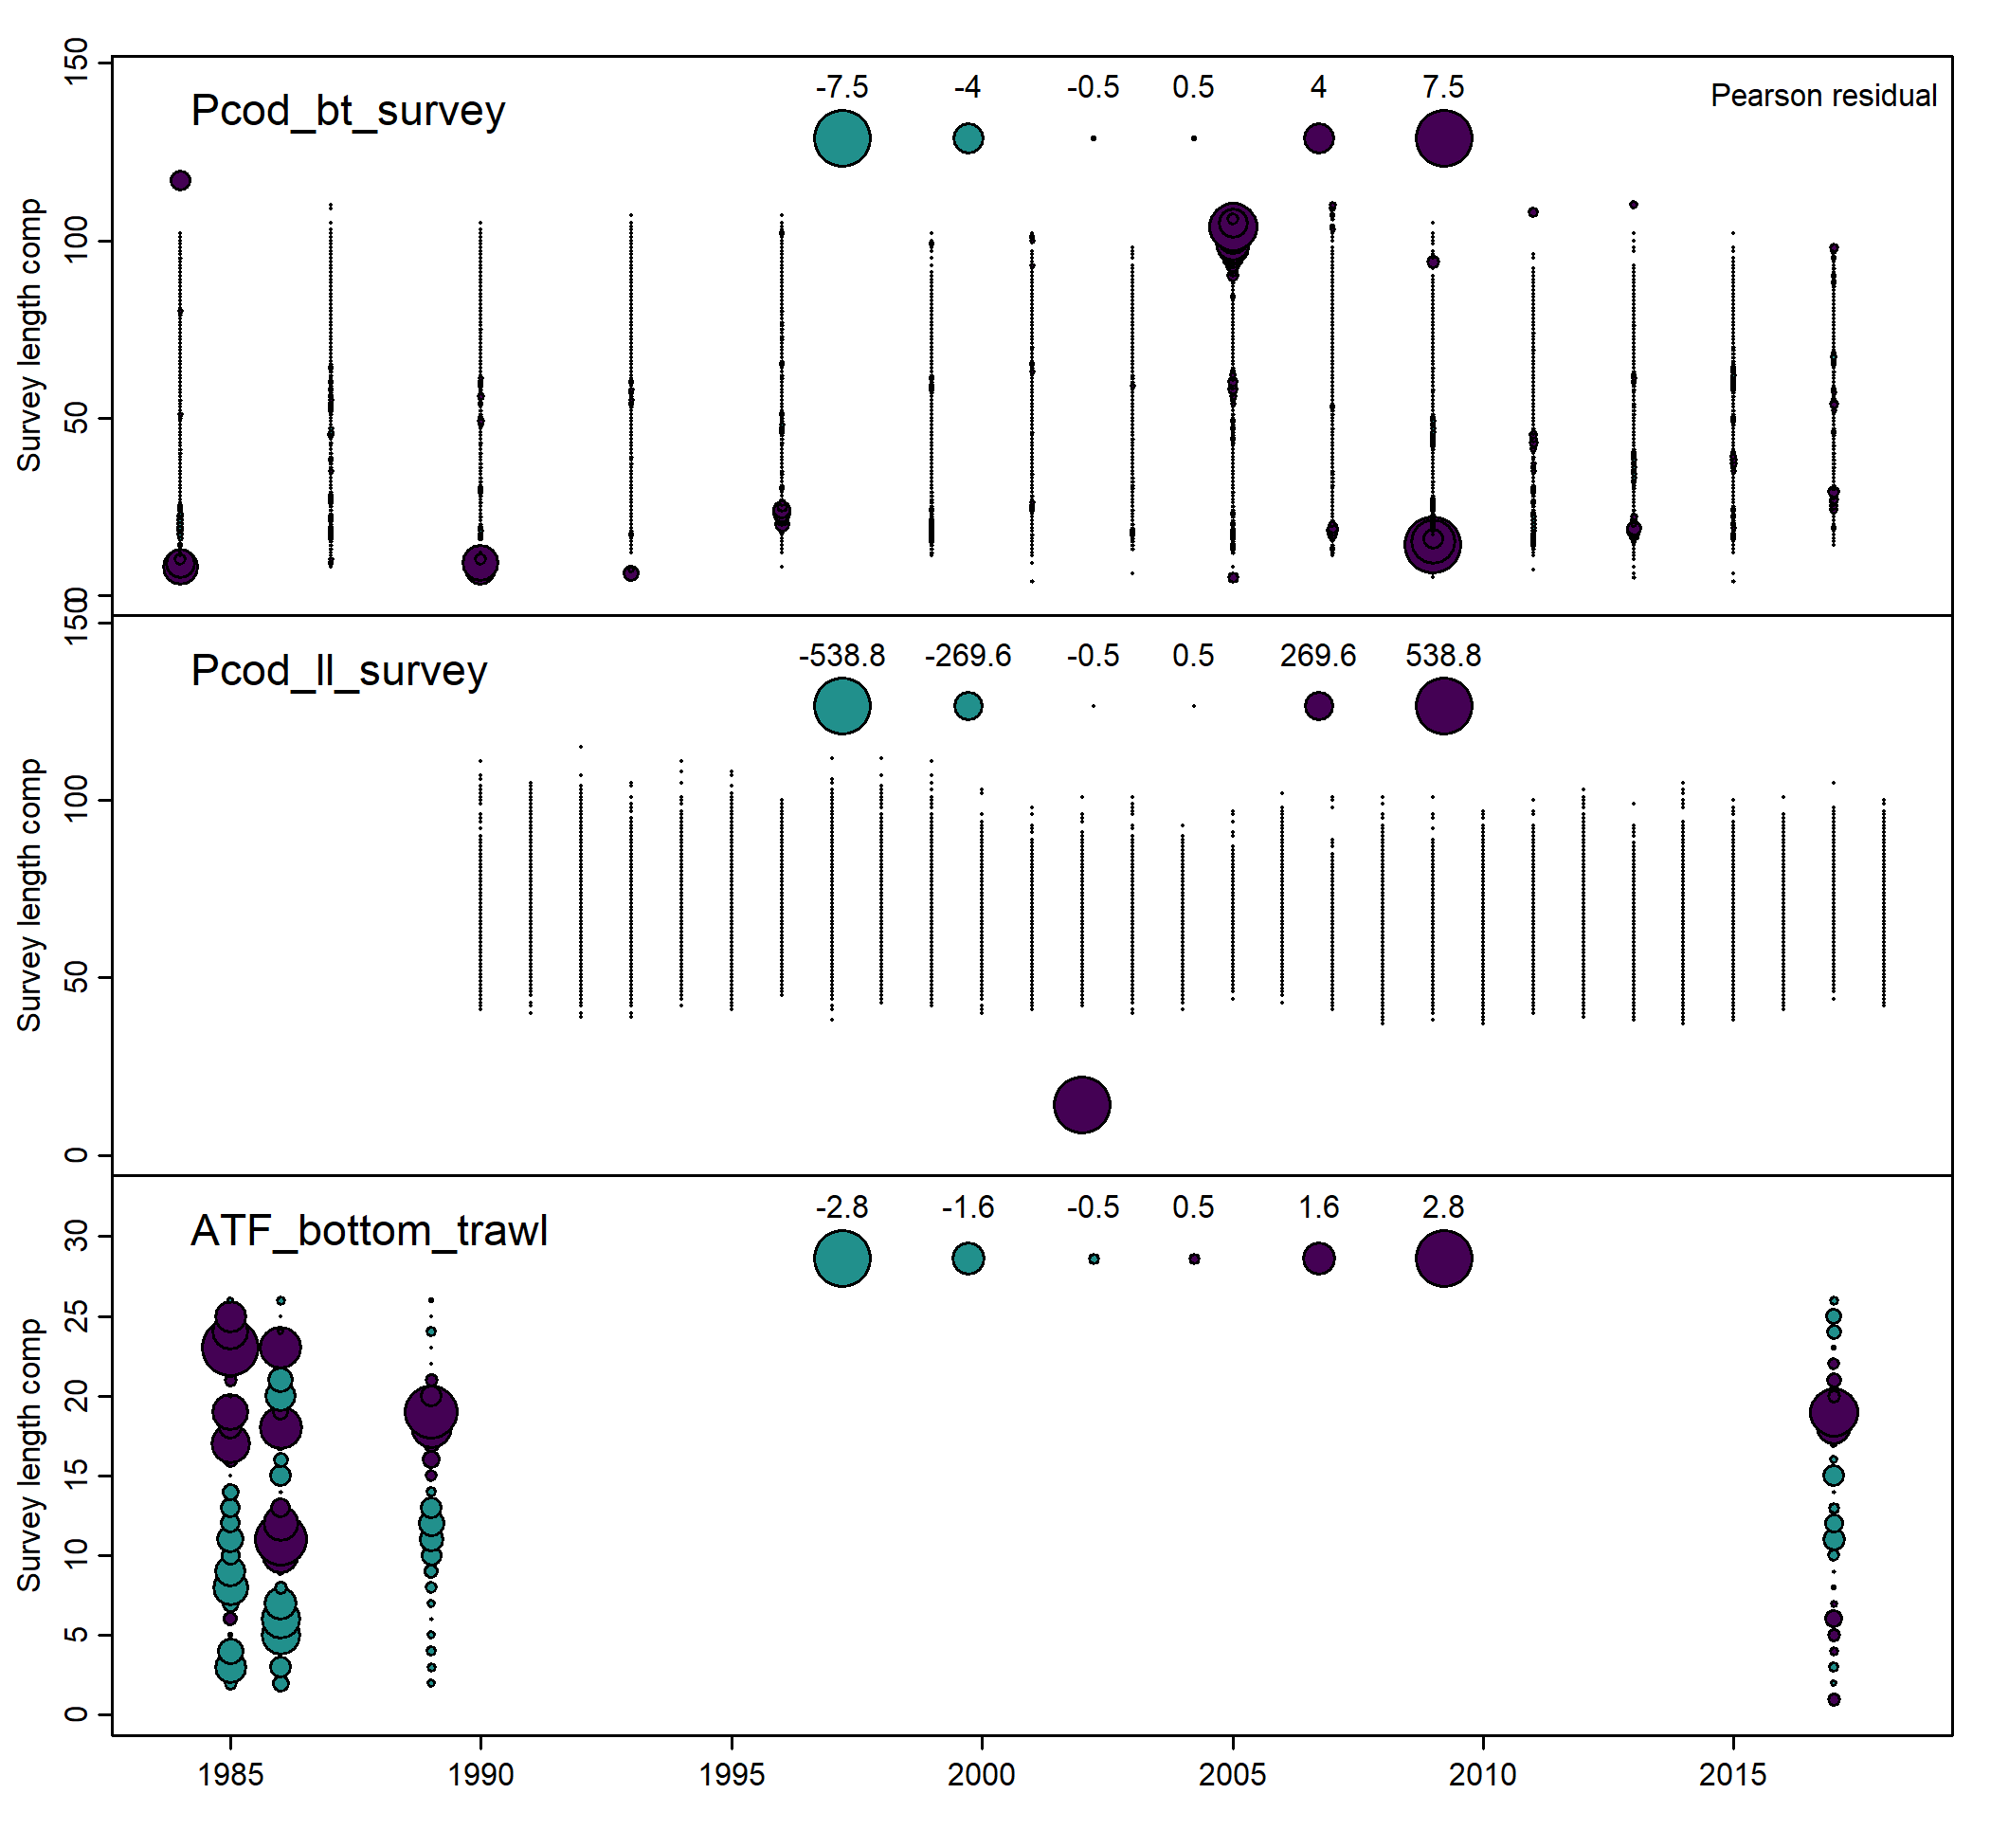 Pcod_bt_survey
-7.5 -4 -0.5 0.5 4 7.5
Pearson residual
Survey length comp
150
100
50
0
Pcod_ll_survey
-538.8 -269.6 -0.5 0.5 269.6 538.8
Survey length comp
150
100
50
0
ATF_bottom_trawl
-2.8 -1.6 -0.5 0.5 1.6 2.8
Survey length comp
30
25
20
15
10
5
0
1985 1990 1995 2000 2005 2010 2015